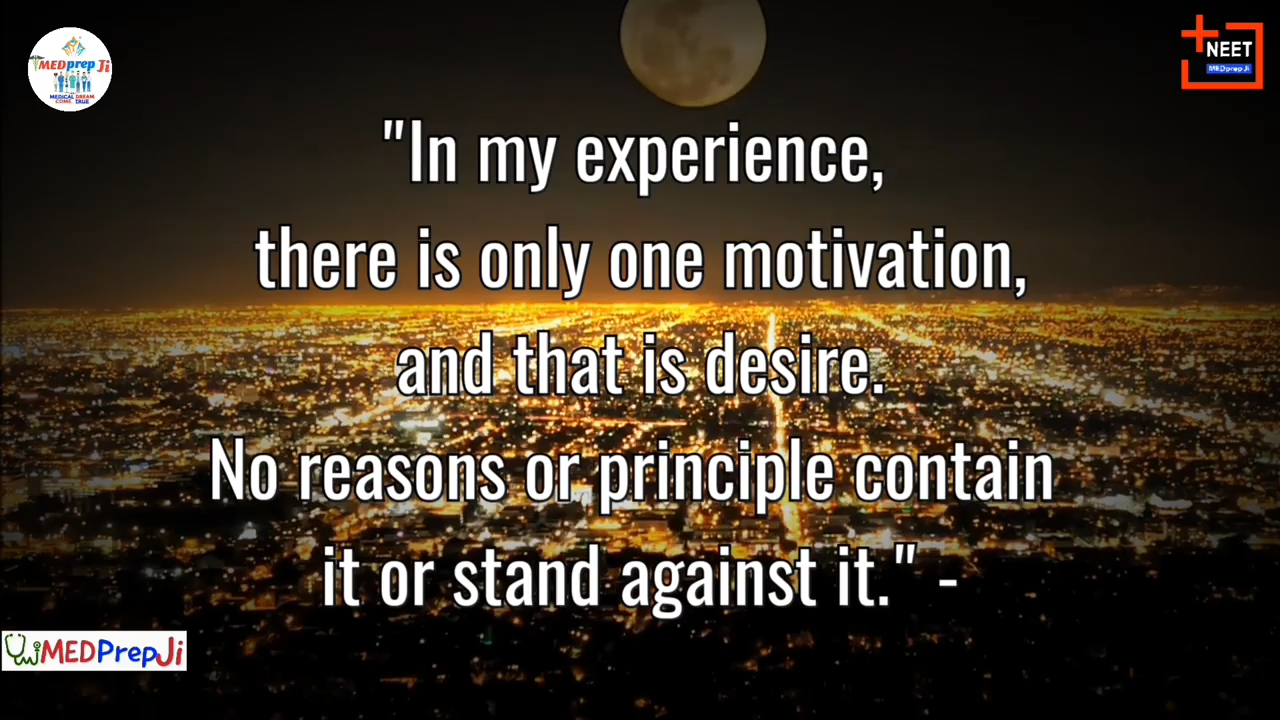 MEDprep Ji
MEDICAL DREAM
COME TRUE
NEET
MEDprep Ji
"In my experience,
there is only one motivation,
and that is desire.
No reasons or principle contain
it or stand against it." -
MEDPrepJi